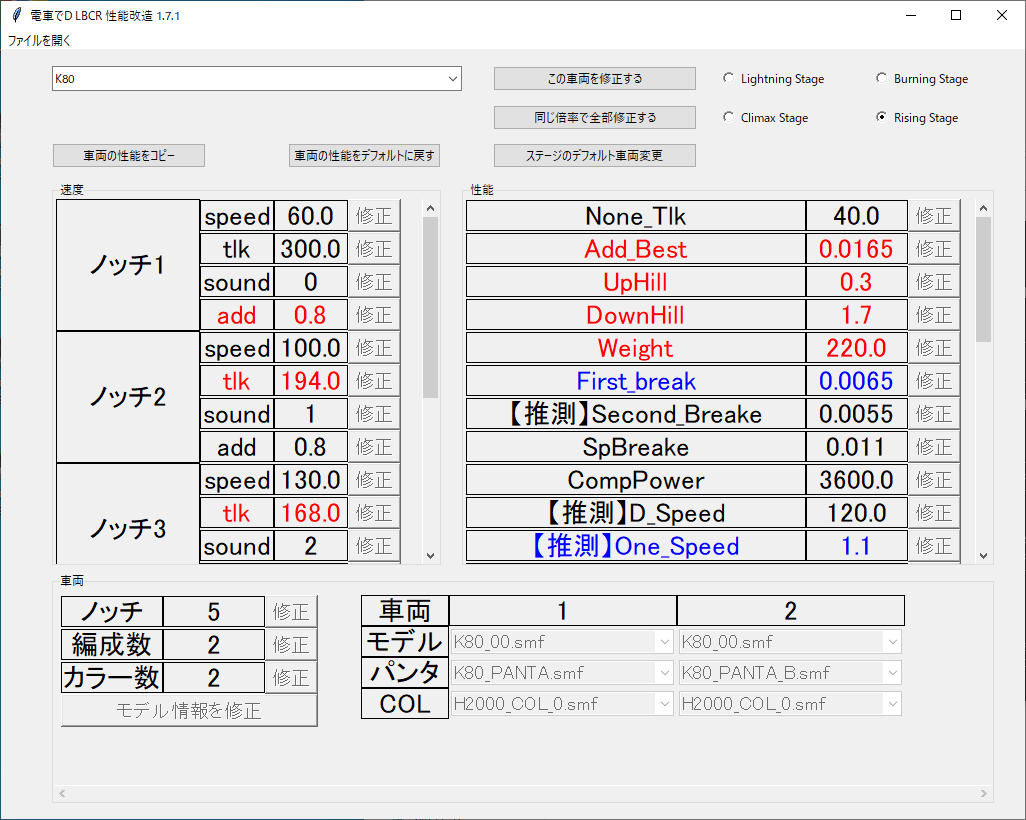 電車でD LBCR 性能改造 1.7.1
ファイルを開く
K80
この車両を修正する
Lightning Stage
Burning Stage
同じ倍率で全部修正する
Climax Stage
Rising Stage
車両の性能をコピー
車両の性能をデフォルトに戻す
ステージのデフォルト車両変更
速度
ノッチ1
speed 60.0 修正
tlk 300.0 修正
sound 0 修正
add 0.8 修正
ノッチ2
speed 100.0 修正
tlk 194.0 修正
sound 1 修正
add 0.8 修正
ノッチ3
speed 130.0 修正
tlk 168.0 修正
sound 2 修正
性能
None_Tlk 40.0 修正
Add_Best 0.0165 修正
UpHill 0.3 修正
DownHill 1.7 修正
Weight 220.0 修正
First_break 0.0065 修正
【推測】Second_Breake 0.0055 修正
SpBreake 0.011 修正
CompPower 3600.0 修正
【推測】D_Speed 120.0 修正
【推測】One_Speed 1.1 修正
車両
ノッチ 5 修正
編成数 2 修正
カラー数 2 修正
モデル情報を修正
車両 1 2
モデル K80_00.smf K80_00.smf
パンタ K80_PANTA.smf K80_PANTA_B.smf
COL H2000_COL_0.smf H2000_COL_0.smf